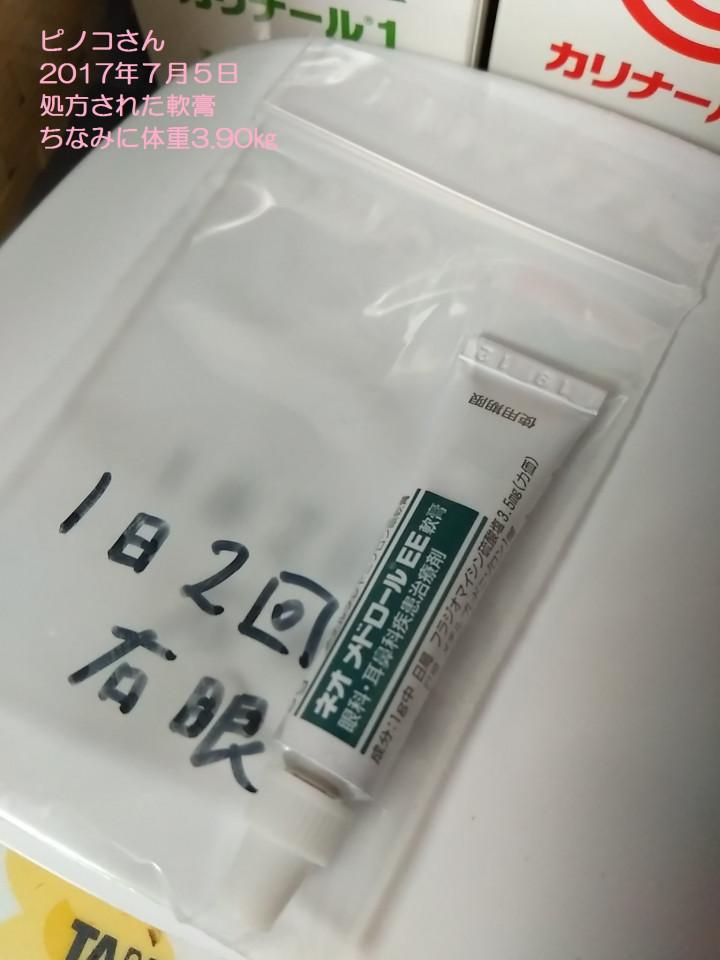 カリナール®1
カリナー
ピノコさん
2017年7月5日
処方された軟膏
ちなみに体重3.90㎏
使用期限
1日2回
右眼
ネオ メドロールEE軟膏
眼科・耳鼻科疾患治療剤
成分:1g中 日局 フラジオマイシン硫酸塩3.5mg(力価)
TA